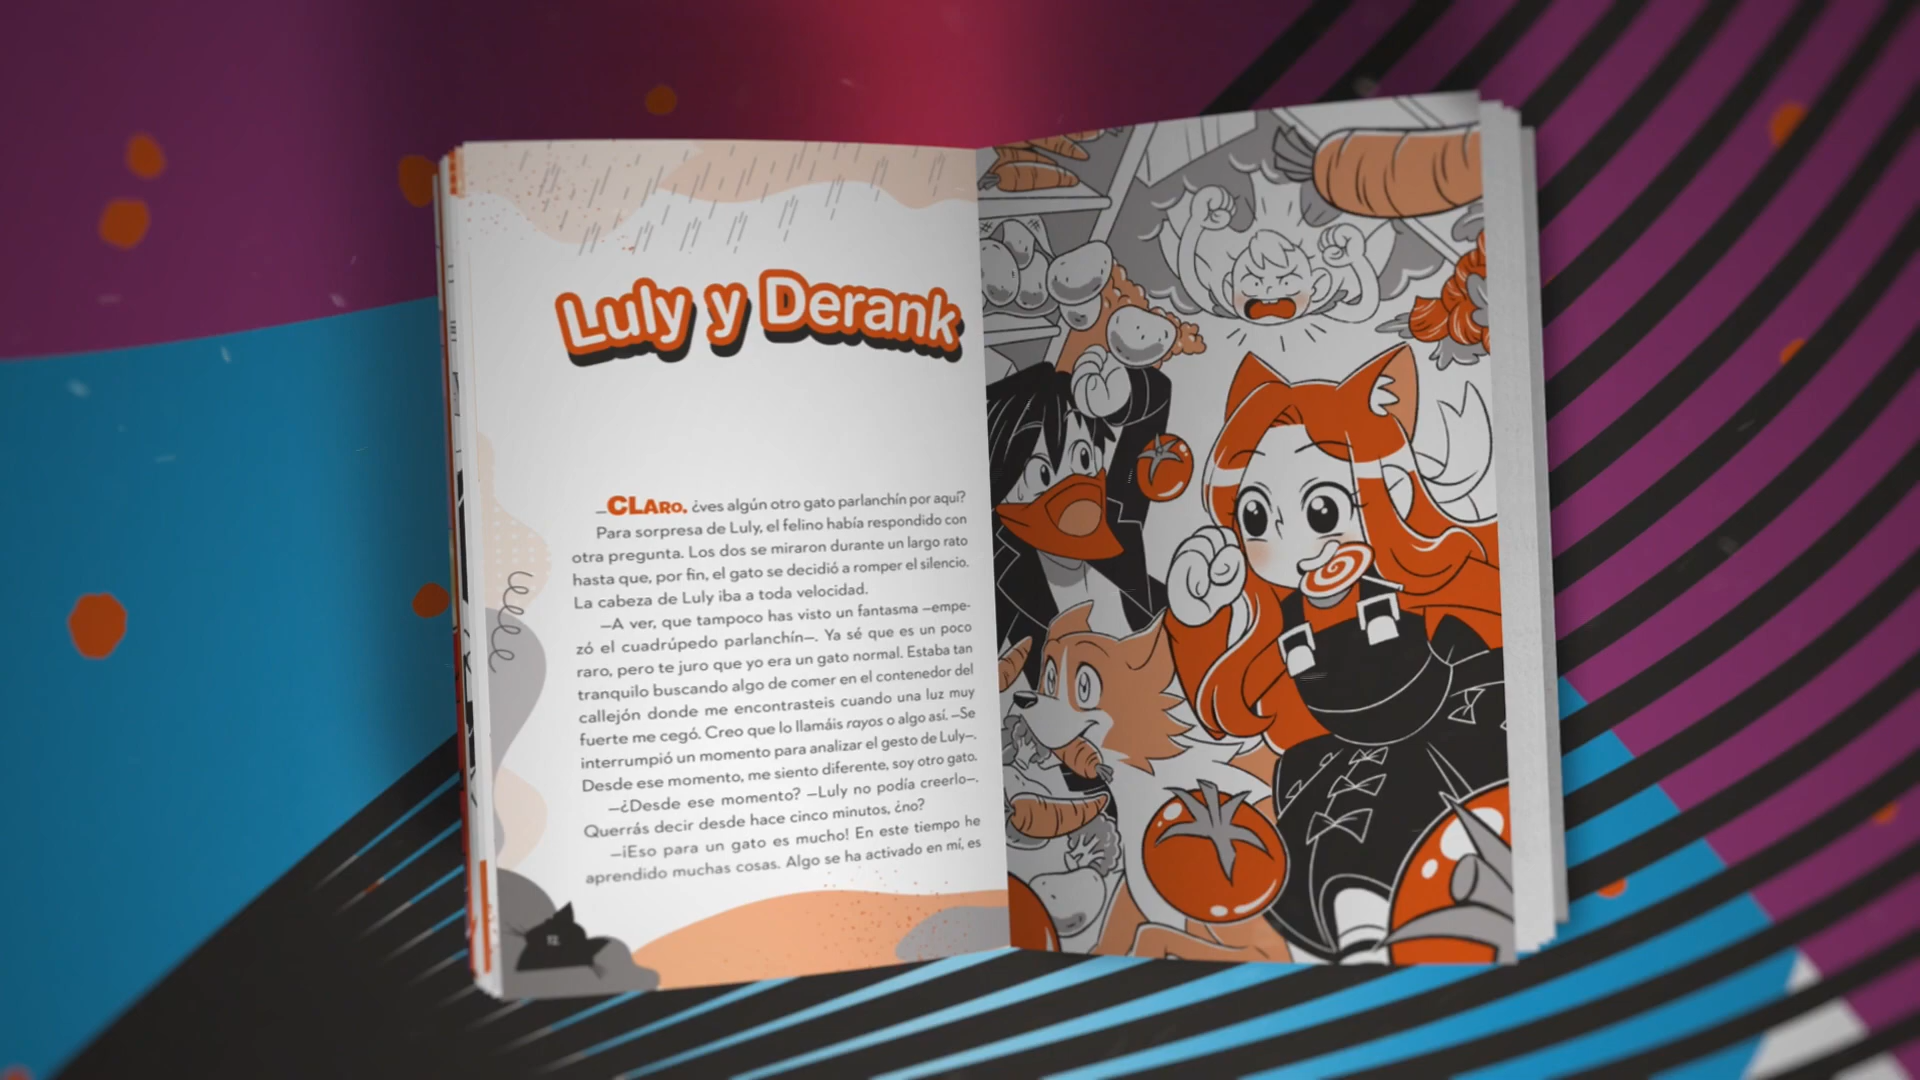 Luly y Derank
—CLARO, ¿ves algún otro gato parlanchín por aquí?
Para sorpresa de Luly, el felino había respondido con
otra pregunta. Los dos se miraron durante un largo rato
hasta que, por fin, el gato se decidió a romper el silencio.
La cabeza de Luly iba a toda velocidad.
—A ver, que tampoco has visto un fantasma —empe-
zó el cuadrúpedo parlanchín—. Ya sé que es un poco
raro, pero te juro que yo era un gato normal. Estaba tan
tranquilo buscando algo de comer en el contenedor del
callejón donde me encontrasteis cuando una luz muy
fuerte me cegó. Creo que lo llamáis rayos o algo así. —Se
interrumpió un momento para analizar el gesto de Luly—.
Desde ese momento, me siento diferente, soy otro gato.
—¿Desde ese momento? —Luly no podía creerlo—.
Querrás decir desde hace cinco minutos, ¿no?
—¡Eso para un gato es mucho! En este tiempo he
aprendido muchas cosas. Algo se ha activado en mí, es
12